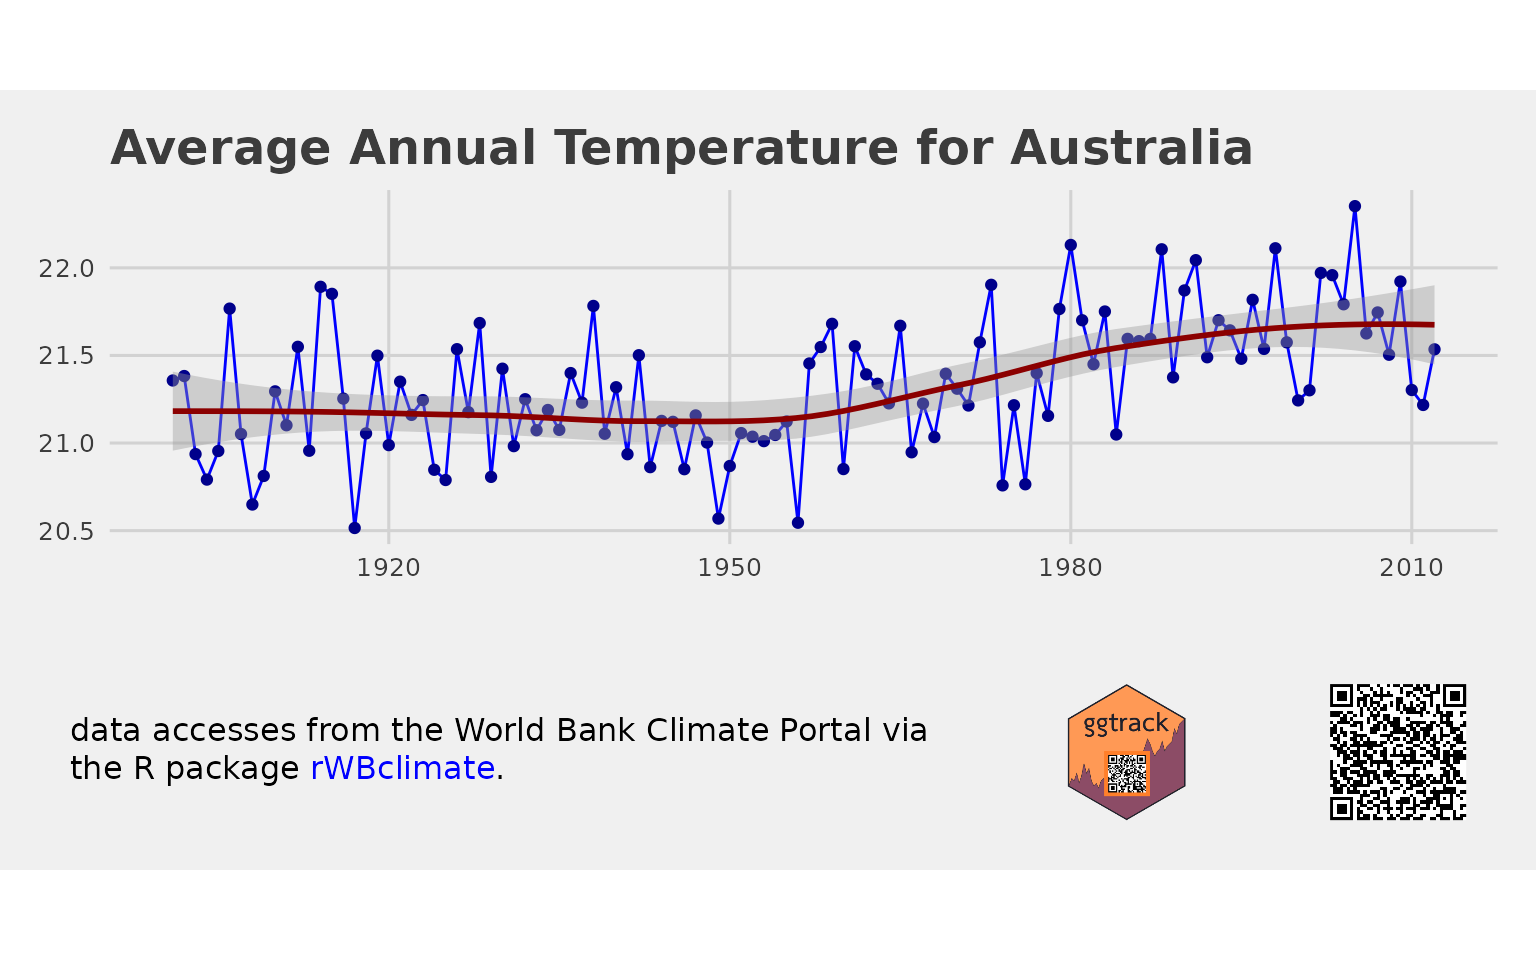 Average Annual Temperature for Australia
22.0
21.5
21.0
20.5
1920 1950 1980 2010
data accesses from the World Bank Climate Portal via
the R package rWBclimate.
ggtrack